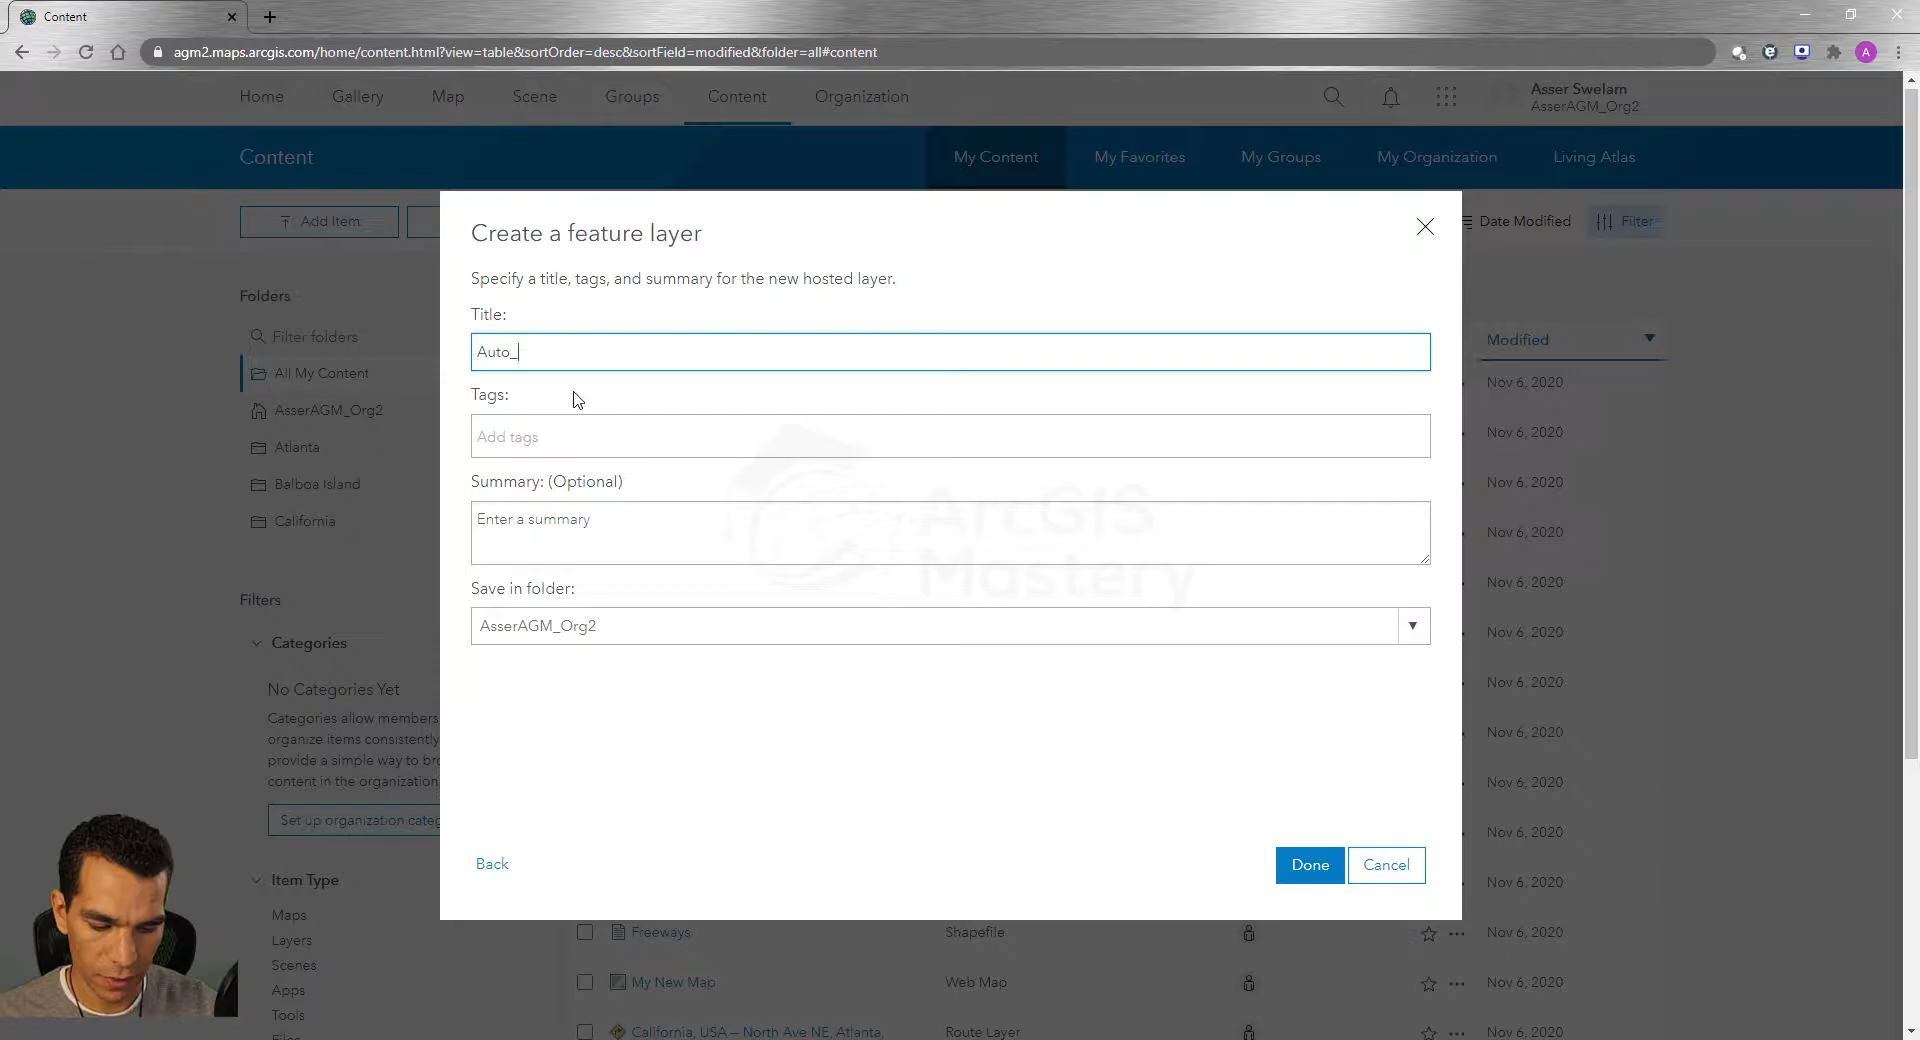 Content
agm2.maps.arcgis.com/home/content.html?view=table&sortOrder=desc&sortField=modified&folder=all#content
A
Home Gallery Map Scene Groups Content Organization
Asser Swelam
AsserAGM_Org2
Content
My Content My Favorites My Groups My Organization Living Atlas
Add Item
Date Modified Filter
Create a feature layer
Specify a title, tags, and summary for the new hosted layer.
Title:
Auto_
Tags:
Add tags
Summary: (Optional)
Enter a summary
Save in folder:
AsserAGM_Org2
Back
Done Cancel
ArcGIS
Mastery
Folders
Filter folders
All My Content
AsserAGM_Org2
Atlanta
Balboa Island
California
Filters
Categories
No Categories Yet
Categories allow members
organize items consistently
provide a simple way to br
content in the organization
Set up organization categ
Item Type
Maps
Layers
Scenes
Apps
Tools
Files
Modified
Nov 6, 2020
Nov 6, 2020
Nov 6, 2020
Nov 6, 2020
Nov 6, 2020
Nov 6, 2020
Nov 6, 2020
Nov 6, 2020
Nov 6, 2020
Nov 6, 2020
Nov 6, 2020
Freeways Shapefile Nov 6, 2020
My New Map Web Map Nov 6, 2020
California, USA — North Ave NE, Atlanta, Route Layer Nov 6, 2020